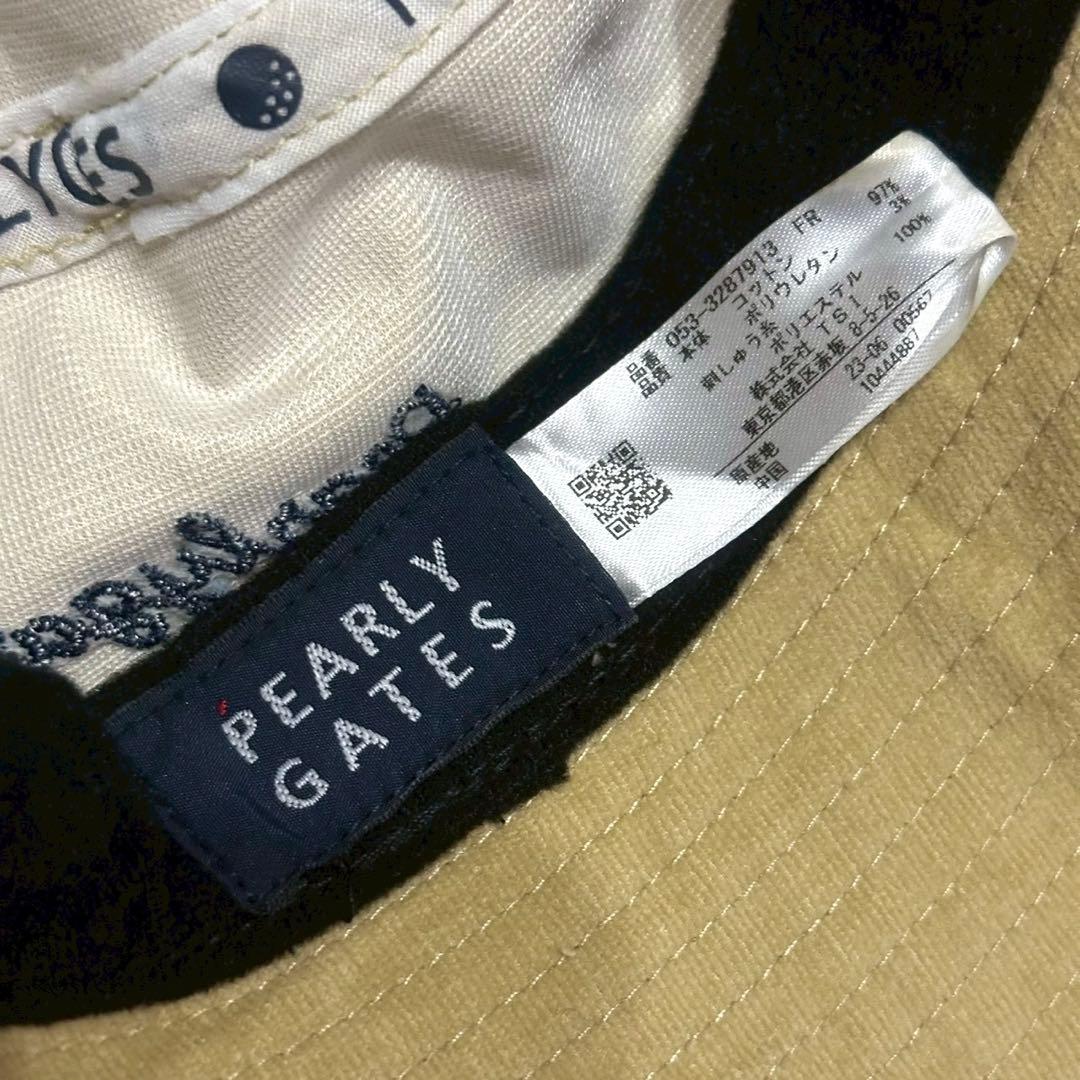 LY
ES
PEARLY
GATES
品番 053-3287913 FR
品質 本体 コットン 97%
ポリウレタン 3%
刺しゅう糸
ポリエステル 100%
株式会社 TSI
東京都港区赤坂 8-5-26
23-06 00567
10444887
原産地
中国